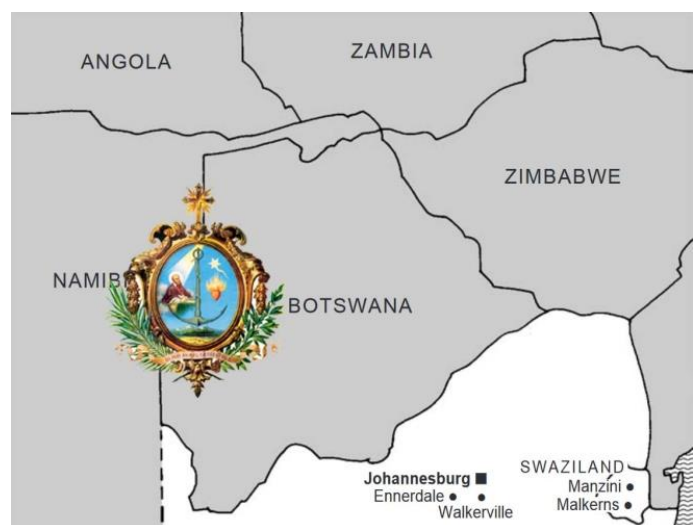 ANGOLA
ZAMBIA
ZIMBABWE
NAMIB
BOTSWANA
SWAZILAND
Johannesburg
Manzini
Ennerdale
Malkerns
Walkerville